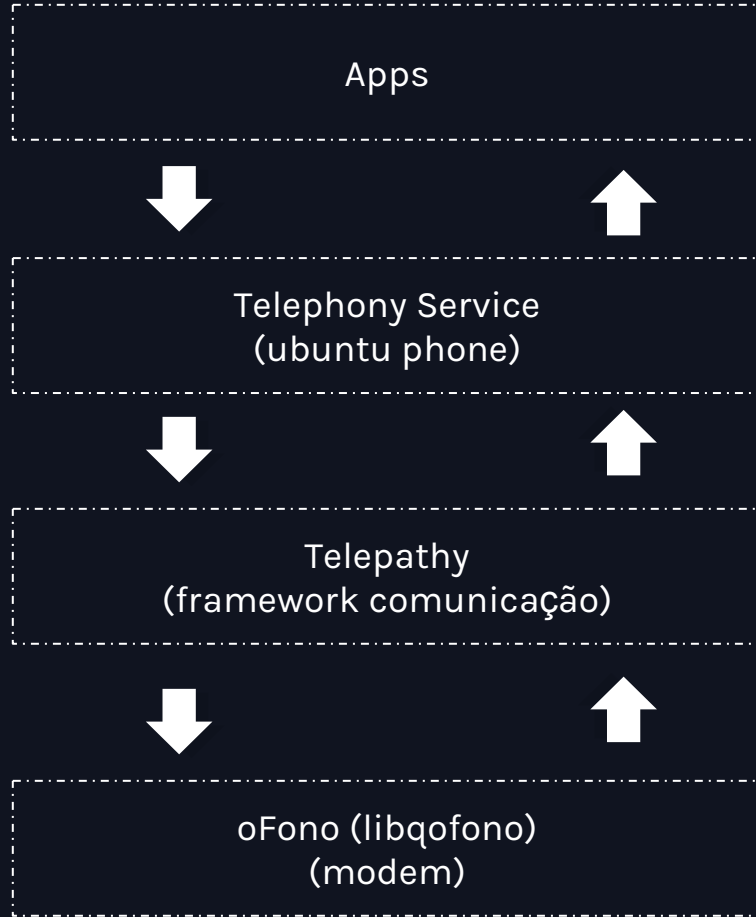 Apps
Telephony Service
(ubuntu phone)
Telepathy
(framework comunicação)
oFono (libqofono)
(modem)